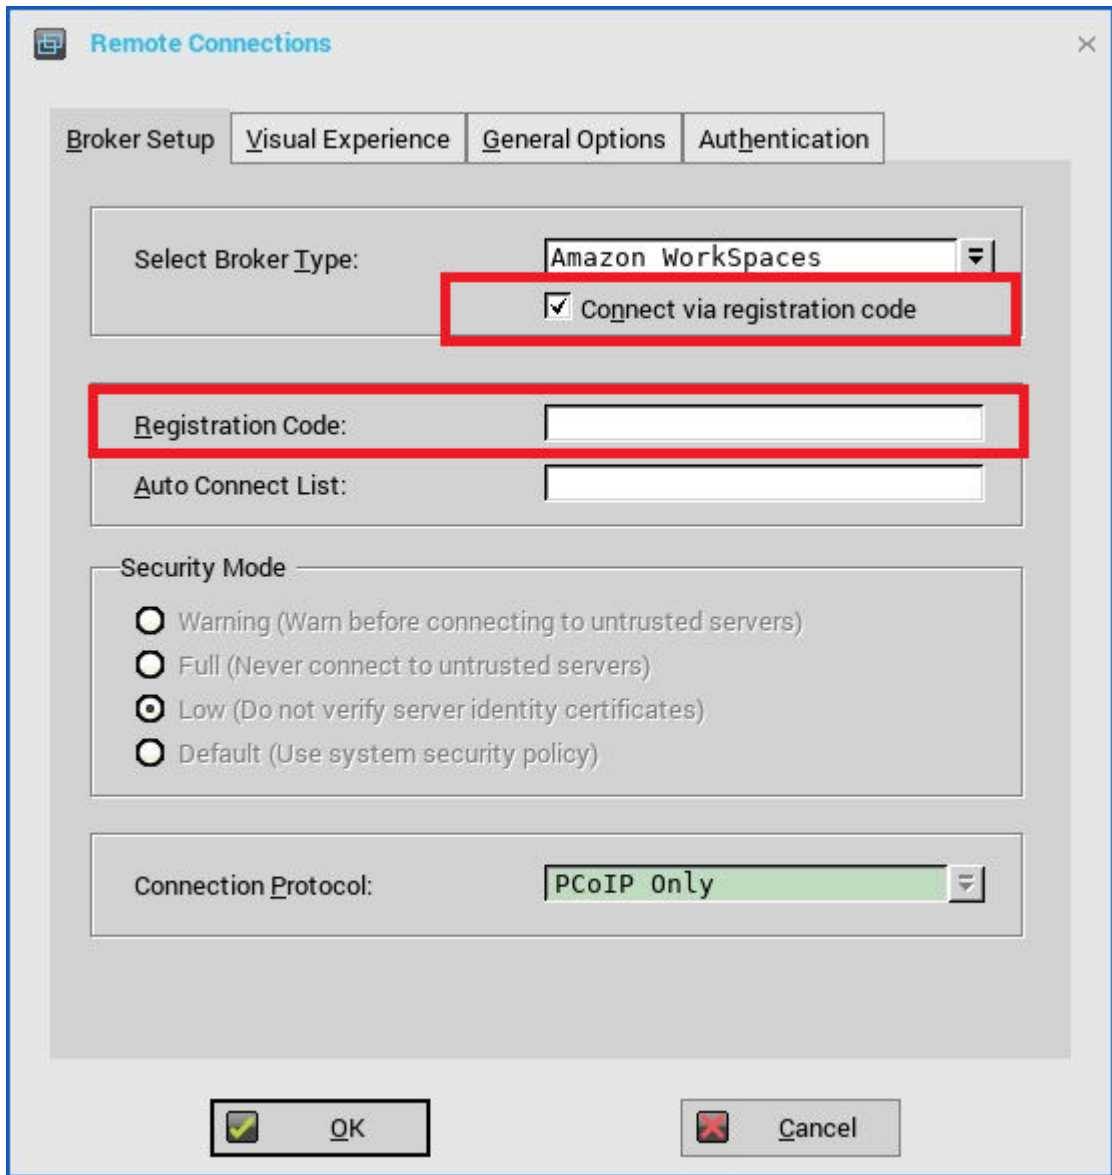 Remote Connections
Broker Setup
Visual Experience
General Options
Authentication
Select Broker Type:
Amazon WorkSpaces
Connect via registration code
Registration Code:
Auto Connect List:
Security Mode
Warning (Warn before connecting to untrusted servers)
Full (Never connect to untrusted servers)
Low (Do not verify server identity certificates)
Default (Use system security policy)
Connection Protocol:
PCoIP Only
OK
Cancel